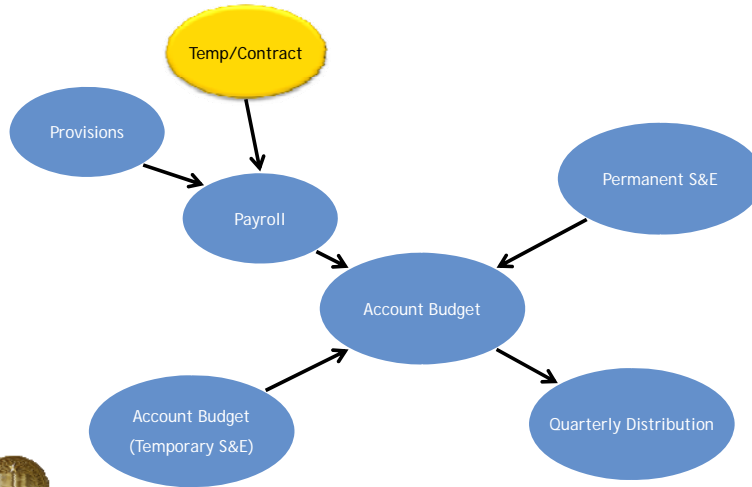 Temp/Contract
Provisions
Permanent S&E
Payroll
Account Budget
Account Budget
(Temporary S&E)
Quarterly Distribution